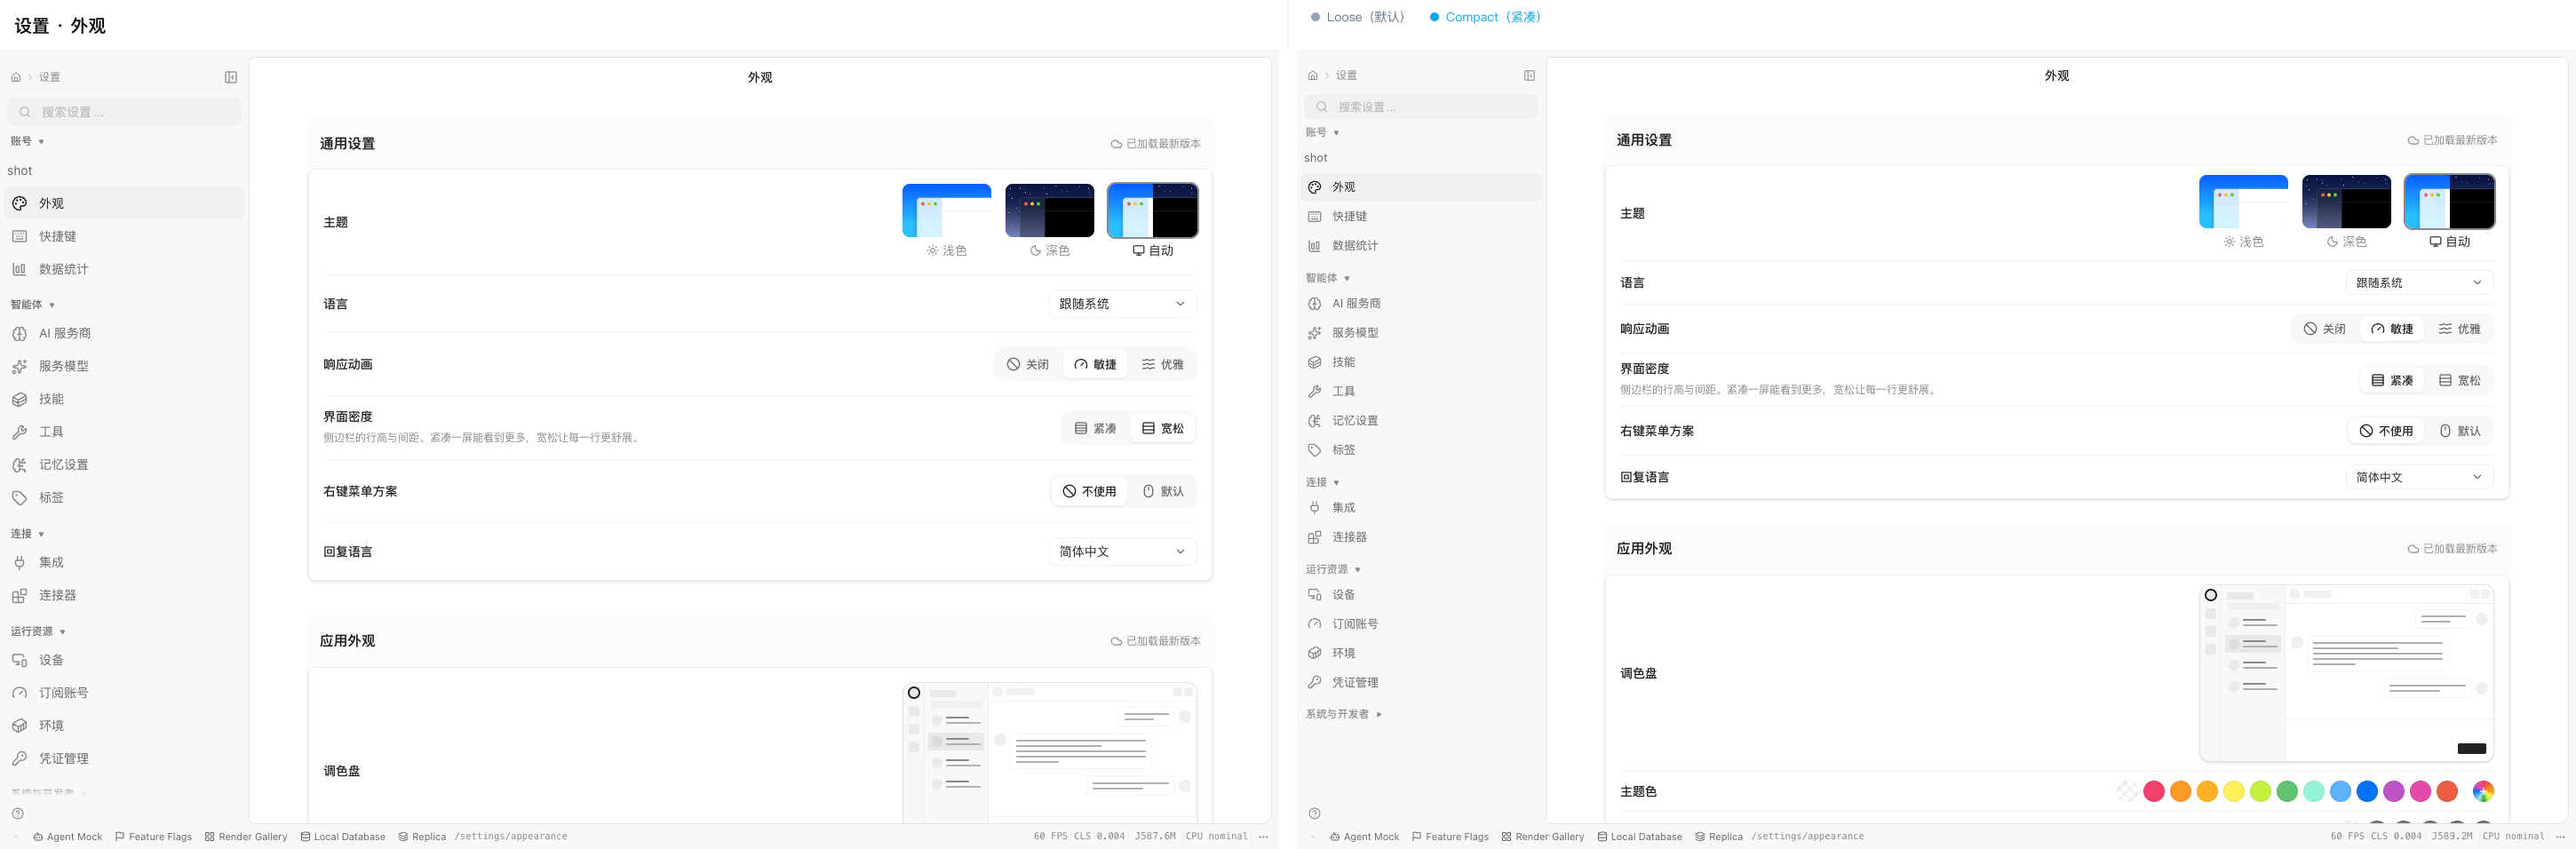 设置 · 外观
设置
搜索设置...
账号
shot
外观
快捷键
数据统计
智能体
AI 服务商
服务模型
技能
工具
记忆设置
标签
连接
集成
连接器
运行资源
设备
订阅账号
环境
凭证管理
系统与开发者
外观
通用设置
已加载最新版本
主题
浅色
深色
自动
语言
跟随系统
响应动画
关闭
敏捷
优雅
界面密度
侧边栏的行高与间距。紧凑一屏能看到更多，宽松让每一行更舒展。
紧凑
宽松
右键菜单方案
不使用
默认
回复语言
简体中文
应用外观
已加载最新版本
调色盘
Agent Mock Feature Flags Render Gallery Local Database Replica /settings/appearance
60 FPS CLS 0.004 J587.6M CPU nominal
Loose（默认） Compact（紧凑）
设置
搜索设置...
账号
shot
外观
快捷键
数据统计
智能体
AI 服务商
服务模型
技能
工具
记忆设置
标签
连接
集成
连接器
运行资源
设备
订阅账号
环境
凭证管理
系统与开发者
外观
通用设置
已加载最新版本
主题
浅色
深色
自动
语言
跟随系统
响应动画
关闭
敏捷
优雅
界面密度
侧边栏的行高与间距。紧凑一屏能看到更多，宽松让每一行更舒展。
紧凑
宽松
右键菜单方案
不使用
默认
回复语言
简体中文
应用外观
已加载最新版本
调色盘
主题色
Agent Mock Feature Flags Render Gallery Local Database Replica /settings/appearance
60 FPS CLS 0.004 J589.2M CPU nominal